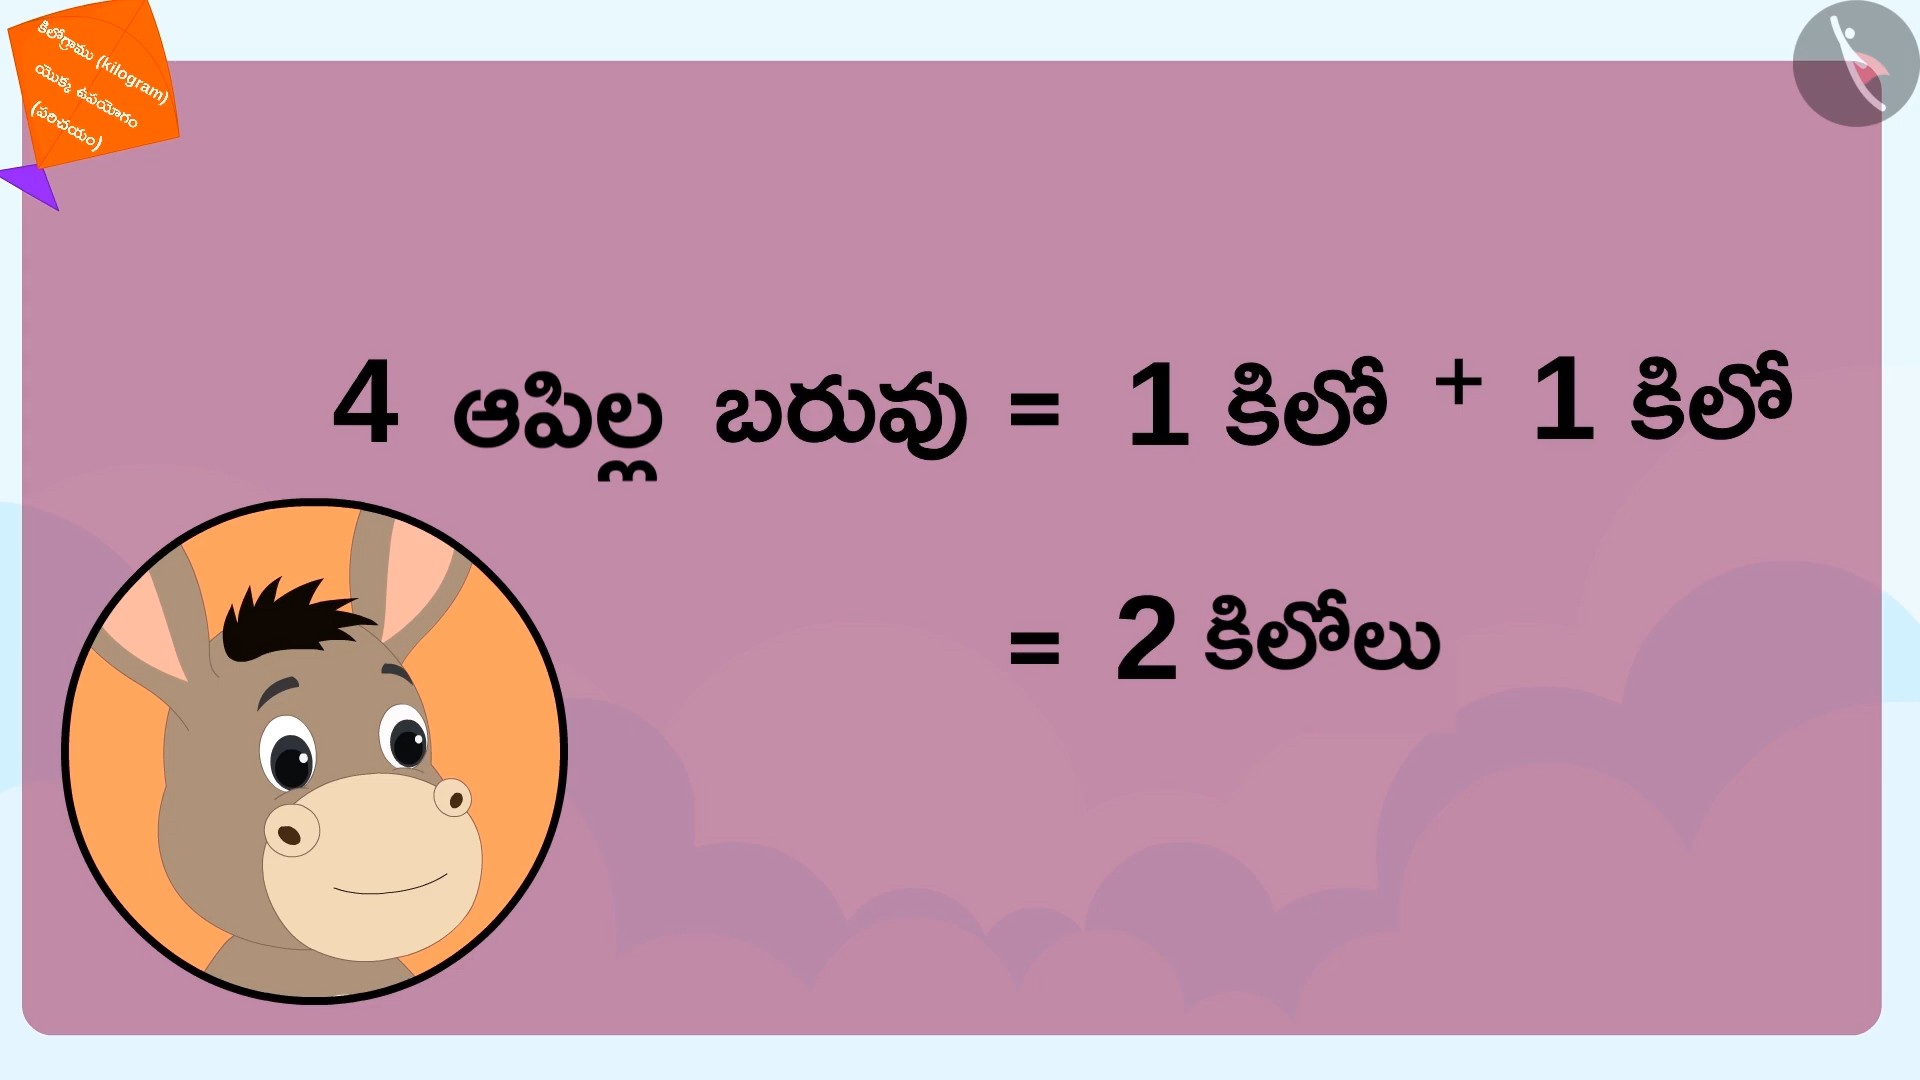 కిలోగ్రాము (kilogram)
యొక్క ఉపయోగం
(పరిచయం)
4 ఆపిల్ల బరువు = 1 కిలో + 1 కిలో
= 2 కిలోలు